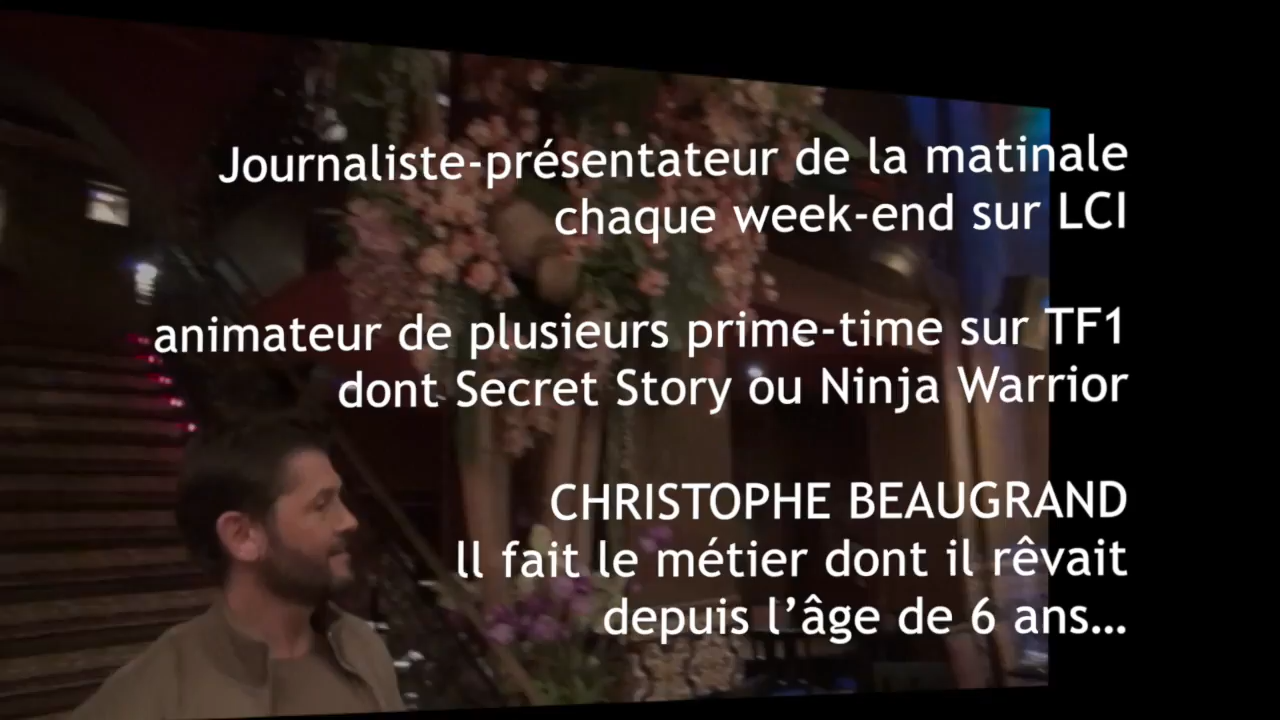 Journaliste-présentateur de la matinale
chaque week-end sur LCI
animateur de plusieurs prime-time sur TF1
dont Secret Story ou Ninja Warrior
CHRISTOPHE BEAUGRAND
ll fait le métier dont il rêvait
depuis l’âge de 6 ans…